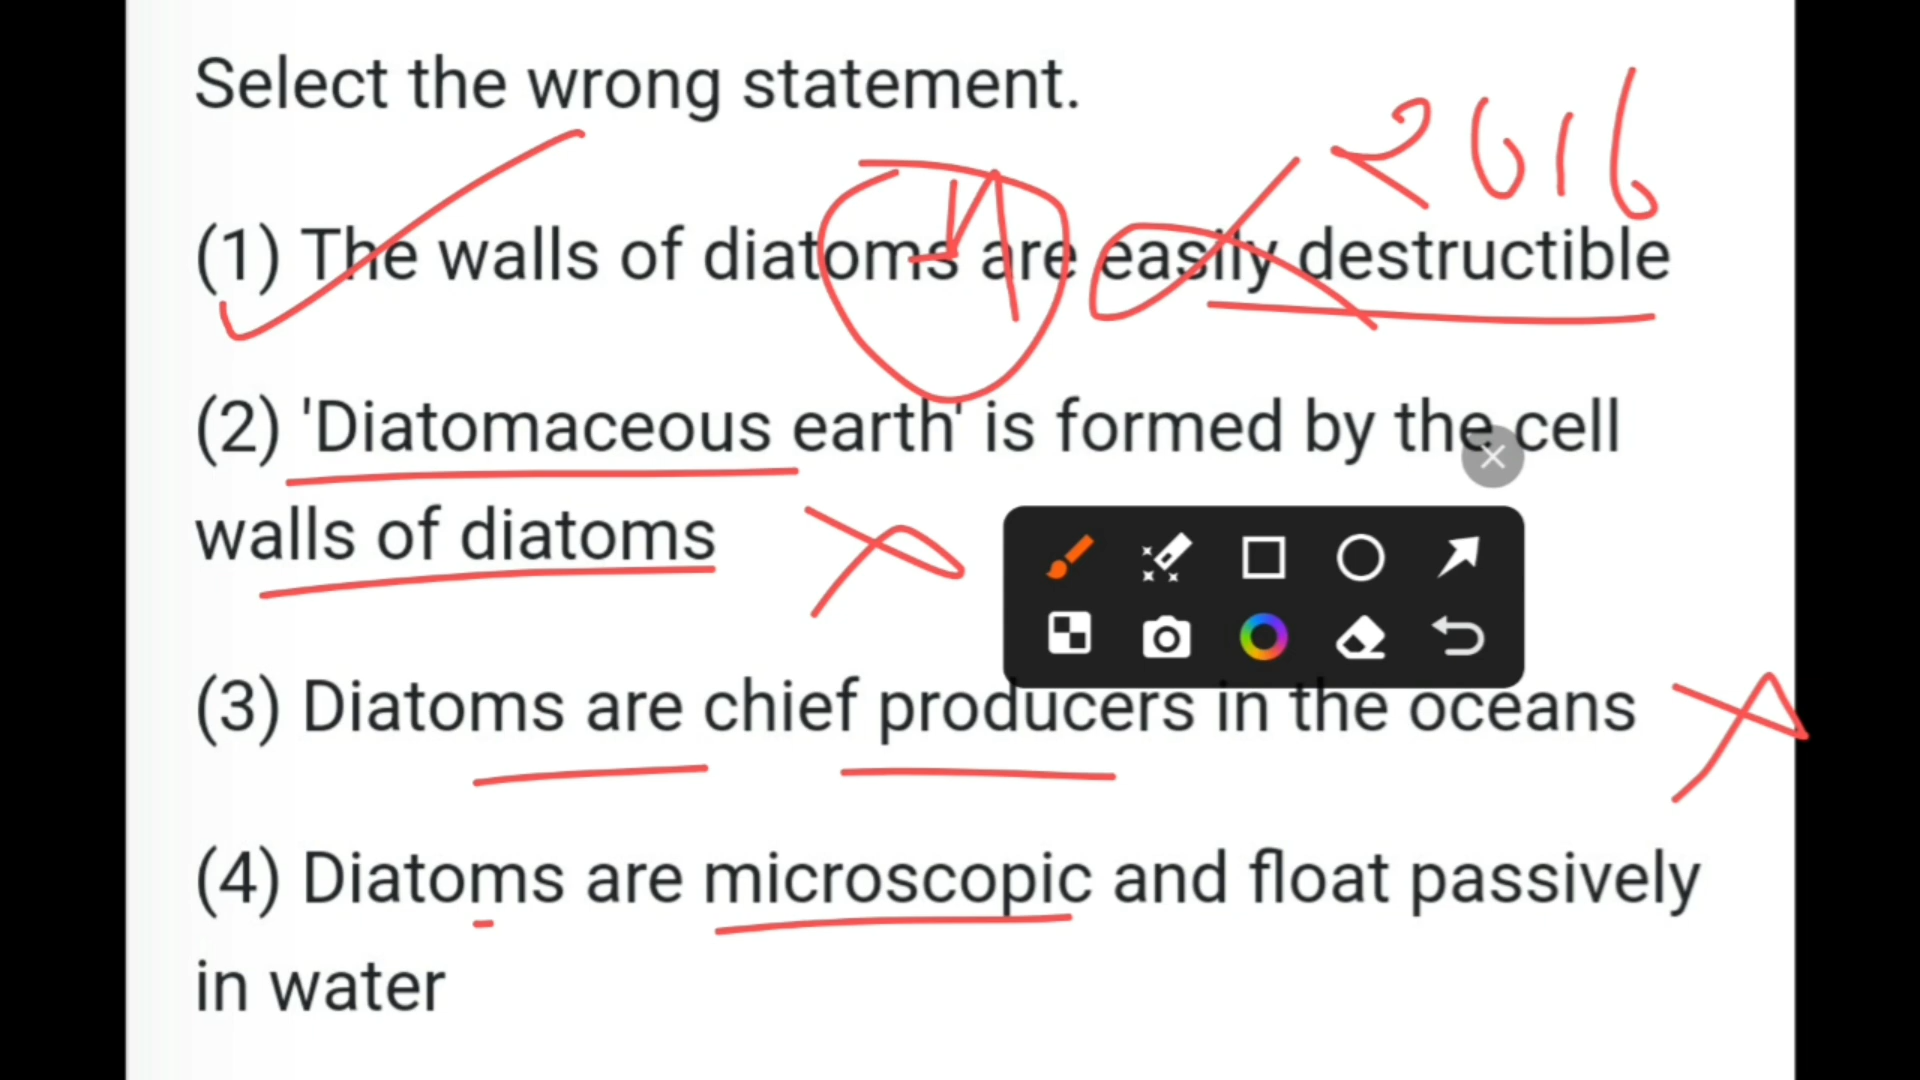 Select the wrong statement.
2016
(1) The walls of diatoms are easily destructible
(2) 'Diatomaceous earth' is formed by the cell
walls of diatoms
(3) Diatoms are chief producers in the oceans
(4) Diatoms are microscopic and float passively
in water